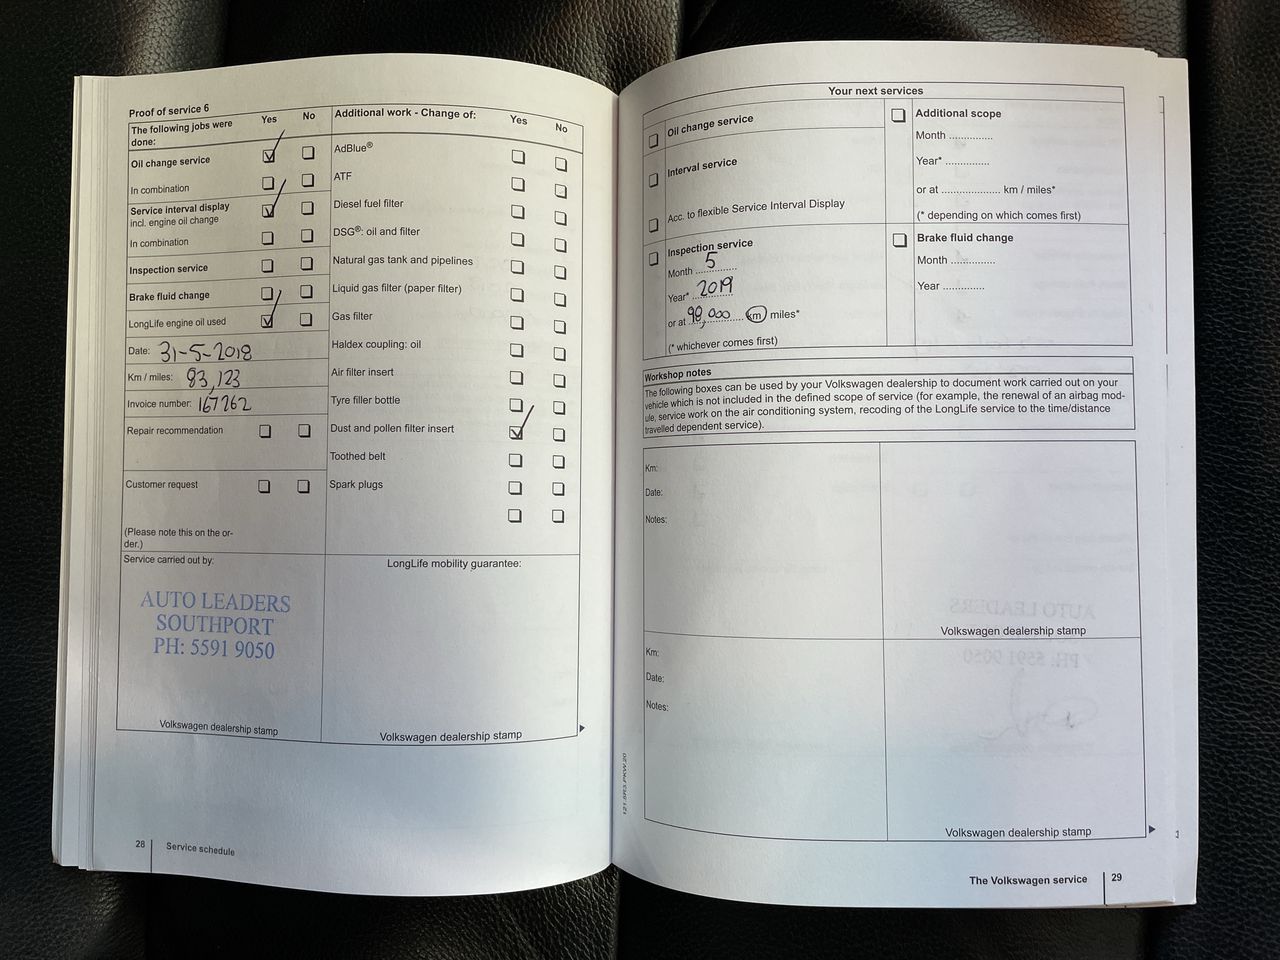 Proof of service 6
The following jobs were done: Yes No
Oil change service
In combination
Service interval display
incl. engine oil change
In combination
Inspection service
Brake fluid change
LongLife engine oil used
Date: 31-5-2018
Km / miles: 83,123
Invoice number: 167262
Repair recommendation
Customer request
(Please note this on the or-
der.)
Service carried out by:
AUTO LEADERS
SOUTHPORT
PH: 5591 9050
Volkswagen dealership stamp
Additional work - Change of: Yes No
AdBlue®
ATF
Diesel fuel filter
DSG®: oil and filter
Natural gas tank and pipelines
Liquid gas filter (paper filter)
Gas filter
Haldex coupling: oil
Air filter insert
Tyre filler bottle
Dust and pollen filter insert
Toothed belt
Spark plugs
LongLife mobility guarantee:
Volkswagen dealership stamp
28 Service schedule
Your next services
Oil change service
Interval service
Acc. to flexible Service Interval Display
Additional scope
Month ...............
Year* ...............
or at .................... km / miles*
(* depending on which comes first)
Inspection service
Month 5
Year* 2019
or at 98,000 km miles*
(* whichever comes first)
Brake fluid change
Month ...............
Year ..............
Workshop notes
The following boxes can be used by your Volkswagen dealership to document work carried out on your
vehicle which is not included in the defined scope of service (for example, the renewal of an airbag mod-
ule, service work on the air conditioning system, recoding of the LongLife service to the time/distance
travelled dependent service).
Km:
Date:
Notes:
Volkswagen dealership stamp
Km:
Date:
Notes:
Volkswagen dealership stamp
The Volkswagen service 29